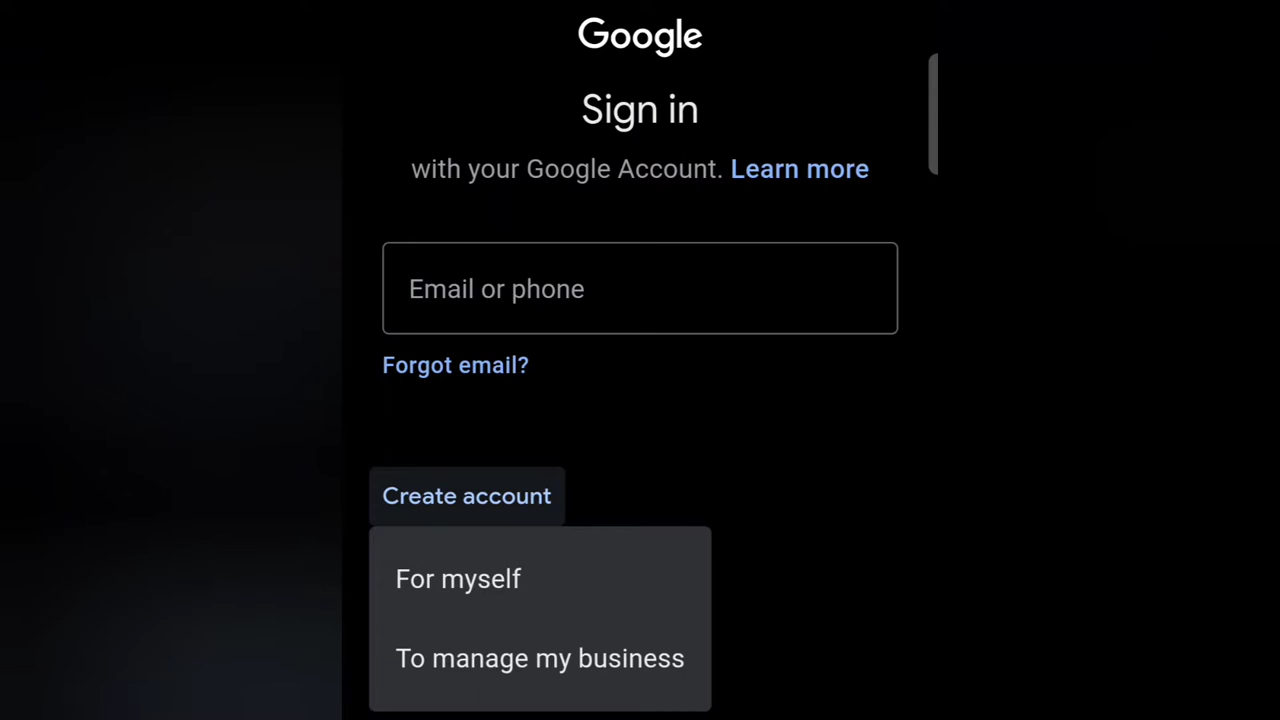 Google
Sign in
with your Google Account. Learn more
Email or phone
Forgot email?
Create account
For myself
To manage my business